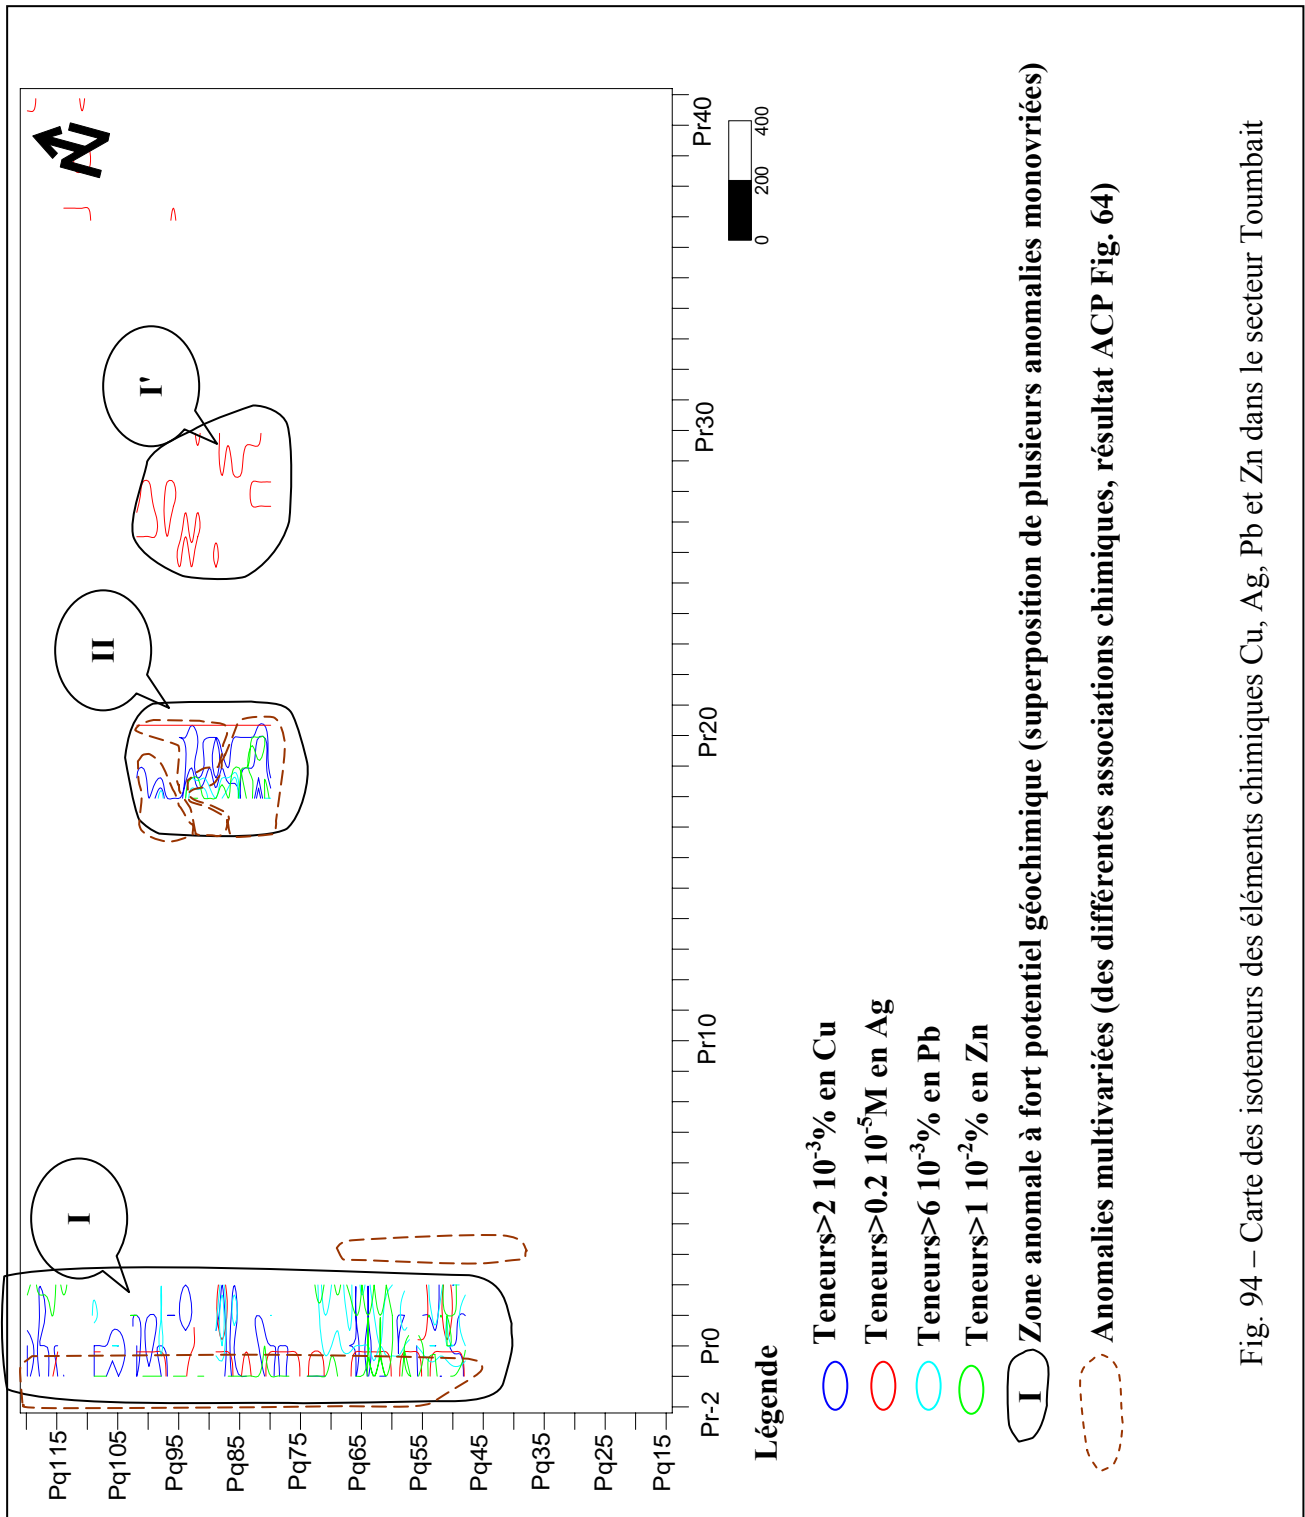 N
I
II
I'
Pq115
Pq105
Pq95
Pq85
Pq75
Pq65
Pq55
Pq45
Pq35
Pq25
Pq15
Pr-2
Pr0
Pr10
Pr20
Pr30
Pr40
0 200 400
Légende
Teneurs>2 10⁻³% en Cu
Teneurs>0.2 10⁻⁵M en Ag
Teneurs>6 10⁻³% en Pb
Teneurs>1 10⁻²% en Zn
I Zone anomale à fort potentiel géochimique (superposition de plusieurs anomalies monovriées)
Anomalies multivariées (des différentes associations chimiques, résultat ACP Fig. 64)
Fig. 94 – Carte des isoteneurs des éléments chimiques Cu, Ag, Pb et Zn dans le secteur Toumbait